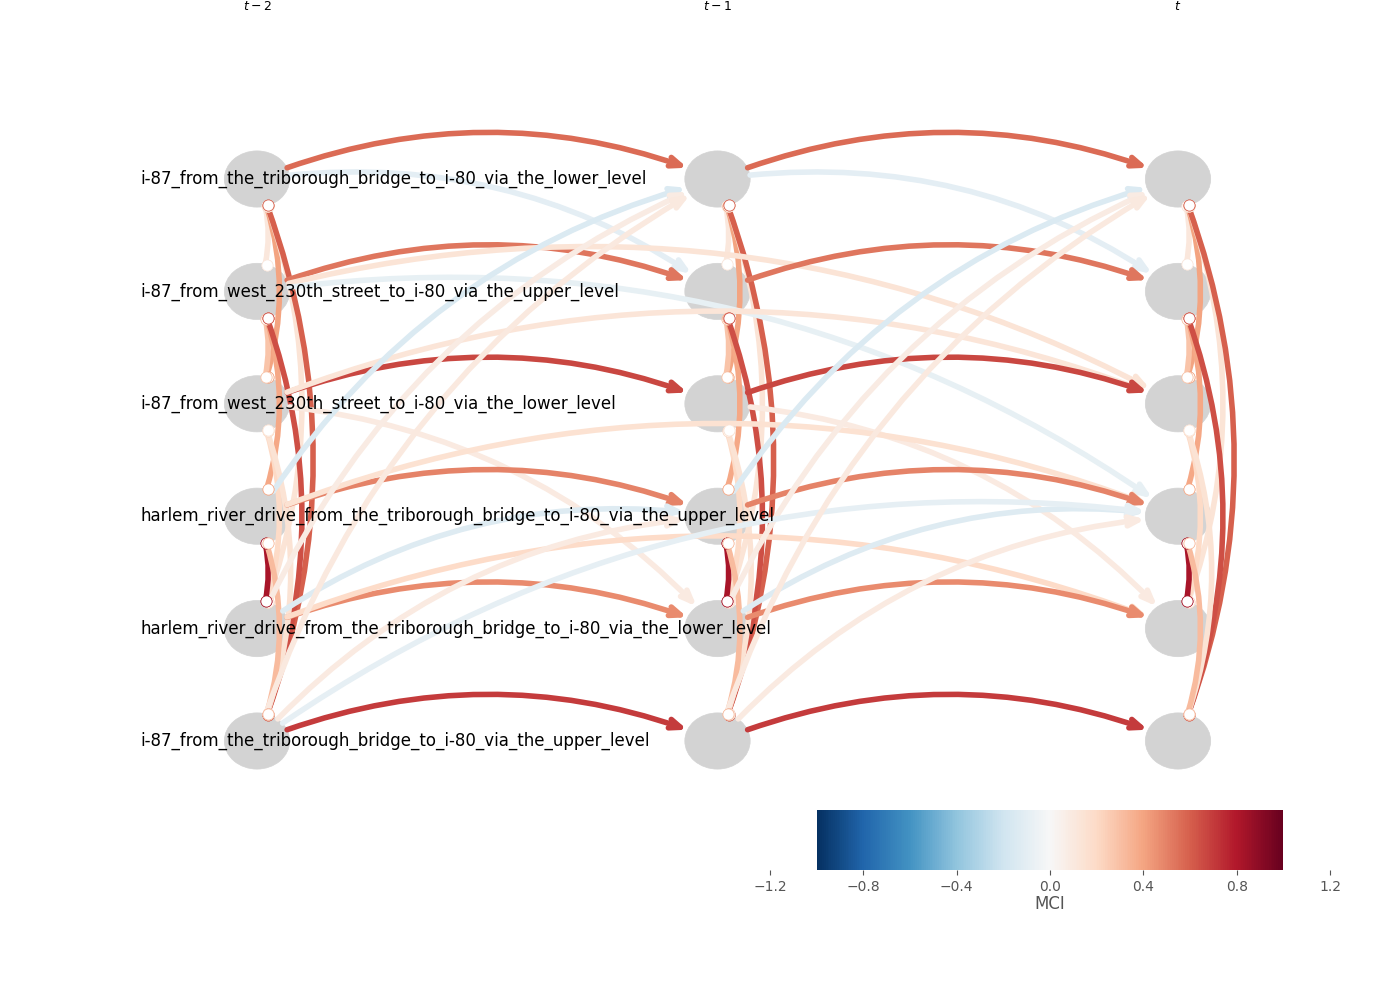 t − 2 t − 1 t
i-87_from_the_triborough_bridge_to_i-80_via_the_lower_level
i-87_from_west_230th_street_to_i-80_via_the_upper_level
i-87_from_west_230th_street_to_i-80_via_the_lower_level
harlem_river_drive_from_the_triborough_bridge_to_i-80_via_the_upper_level
harlem_river_drive_from_the_triborough_bridge_to_i-80_via_the_lower_level
i-87_from_the_triborough_bridge_to_i-80_via_the_upper_level
−1.2 −0.8 −0.4 0.0 0.4 0.8 1.2
MCI